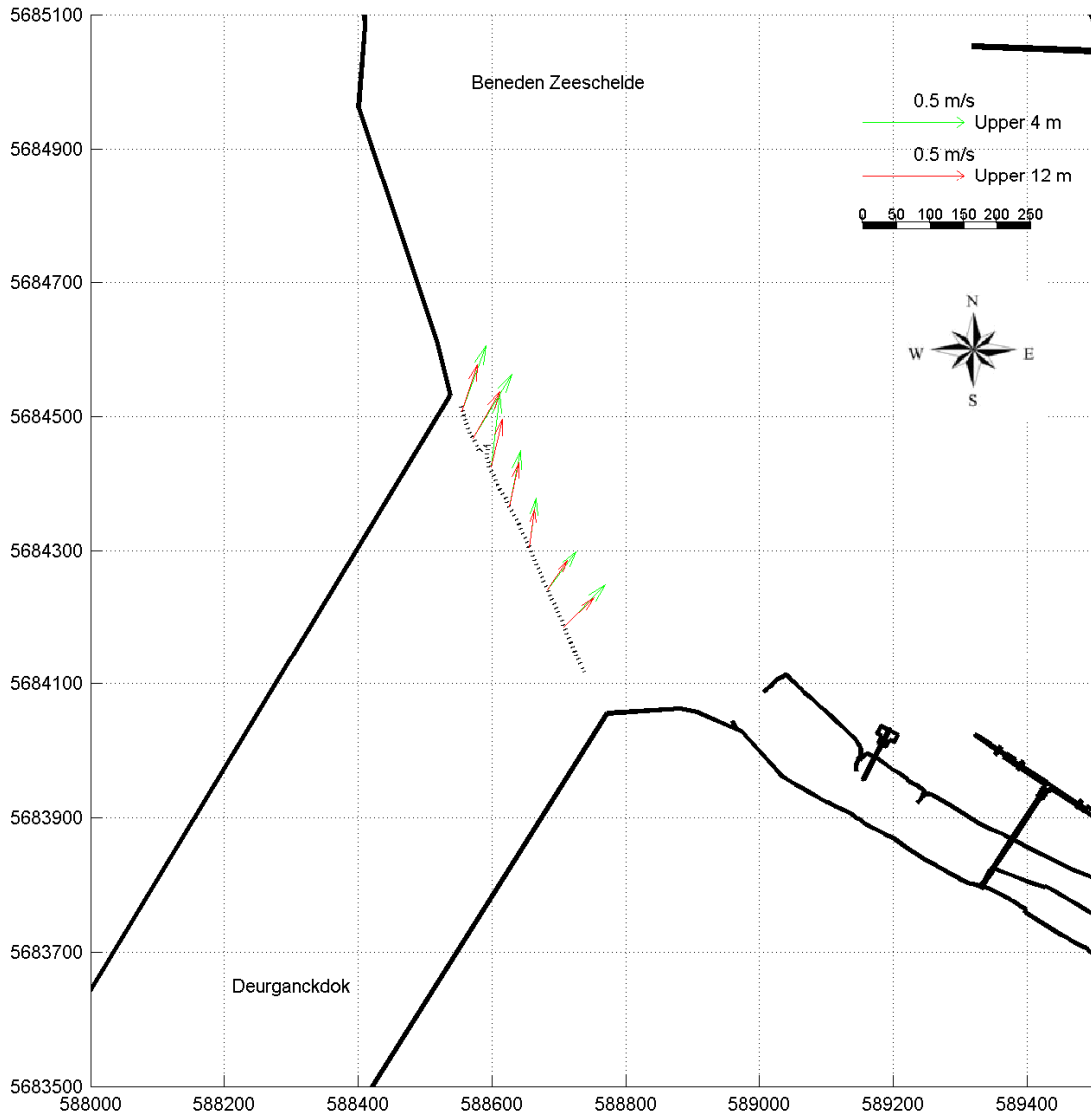 5685100
Beneden Zeeschelde
0.5 m/s
Upper 4 m
5684900
0.5 m/s
Upper 12 m
0 50 100 150 200 250
5684700
N
W E
S
5684500
5684300
5684100
5683900
5683700
Deurganckdok
5683500
588000 588200 588400 588600 588800 589000 589200 589400